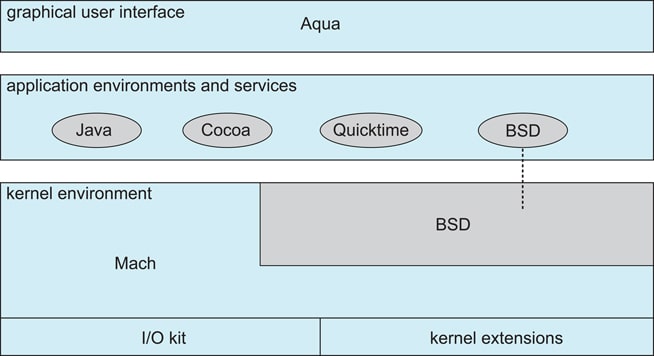 graphical user interface
Aqua
application environments and services
Java
Cocoa
Quicktime
BSD
kernel environment
BSD
Mach
I/O kit
kernel extensions